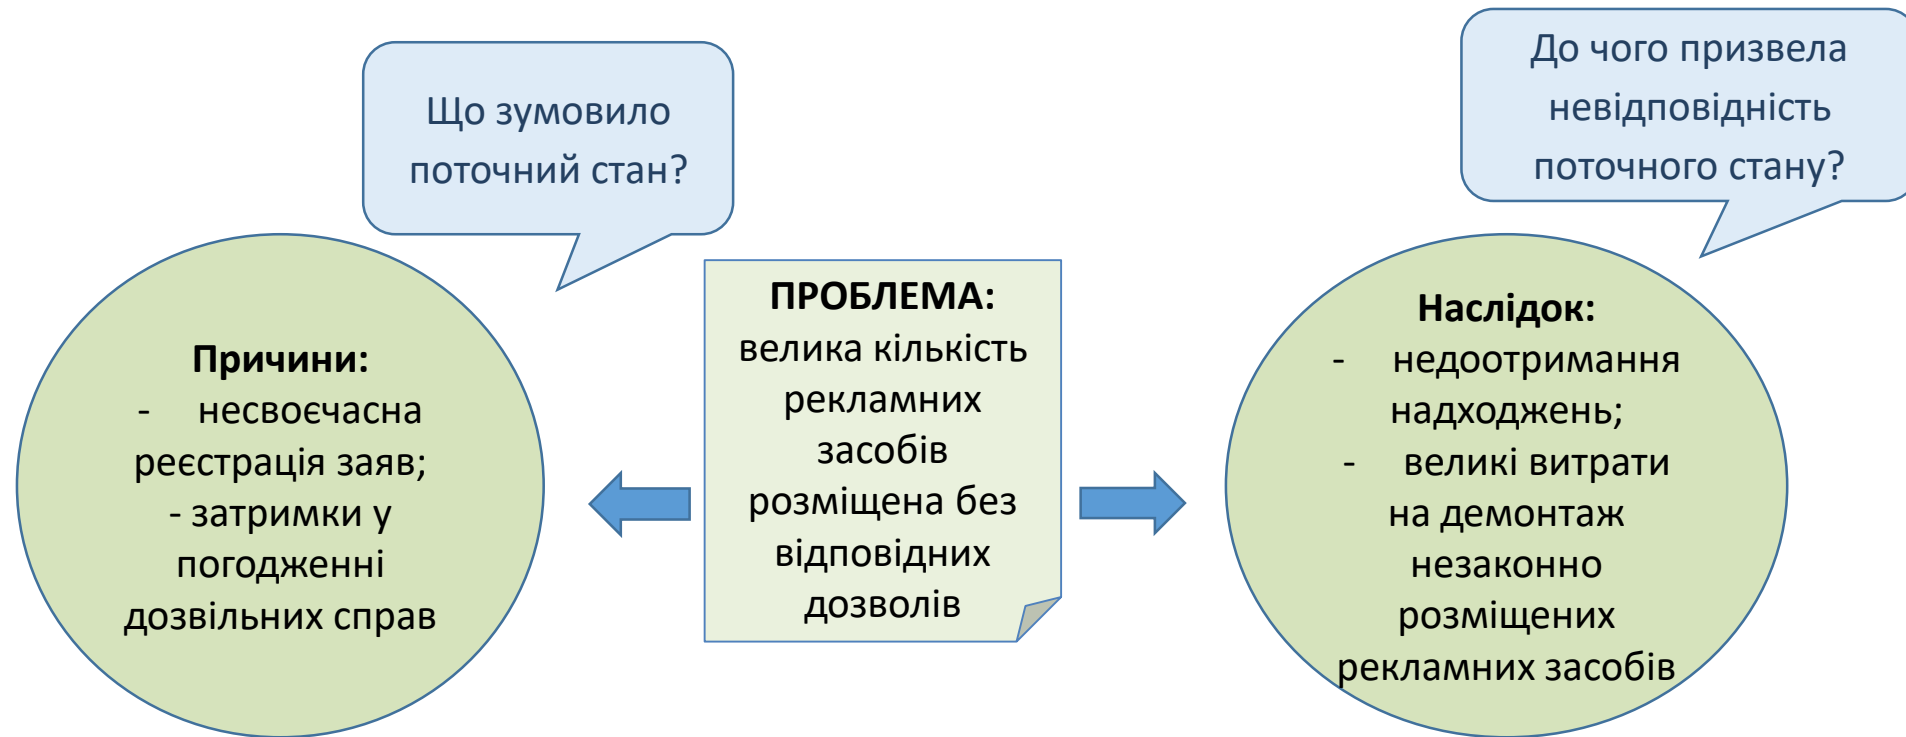 Що зумовило
поточний стан?
До чого призвела
невідповідність
поточного стану?
Причини:
- несвоєчасна
реєстрація заяв;
- затримки у
погодженні
дозвільних справ
ПРОБЛЕМА:
велика кількість
рекламних
засобів
розміщена без
відповідних
дозволів
Наслідок:
- недоотримання
надходжень;
- великі витрати
на демонтаж
незаконно
розміщених
рекламних засобів